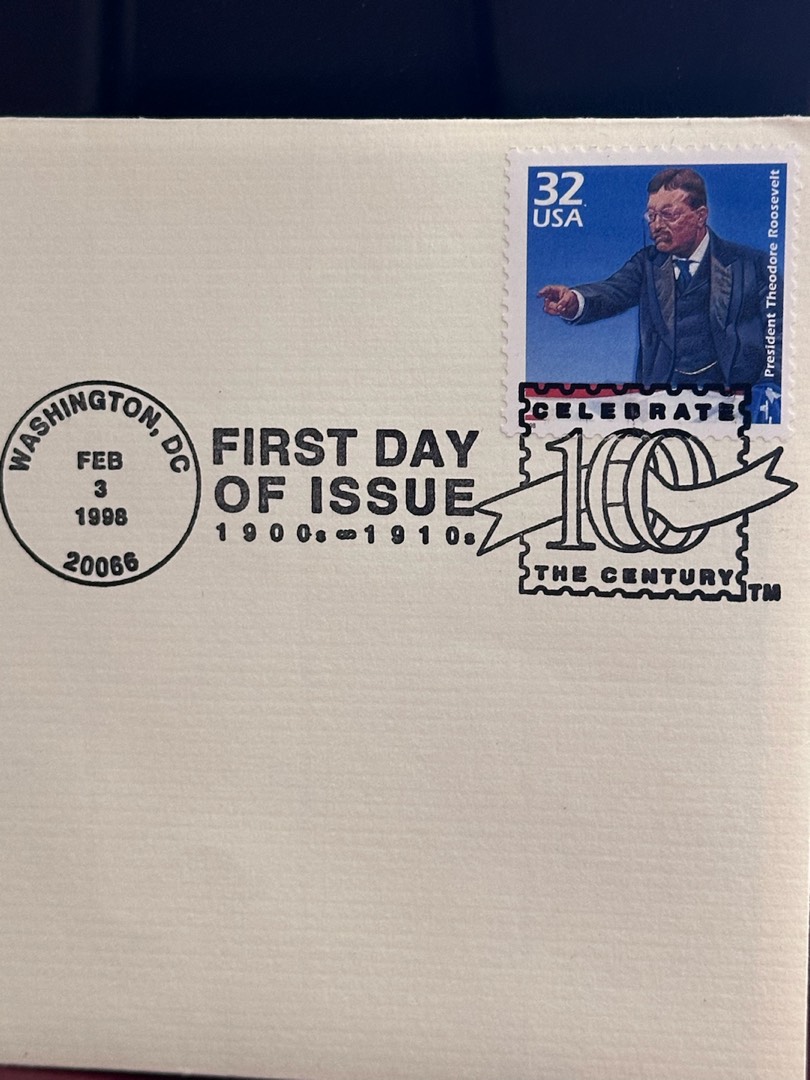 32
USA
President Theodore Roosevelt
WASHINGTON, DC
FEB
3
1998
20066
FIRST DAY
OF ISSUE
1900s ∞ 1910s
CELEBRATE
100
THE CENTURY
TM